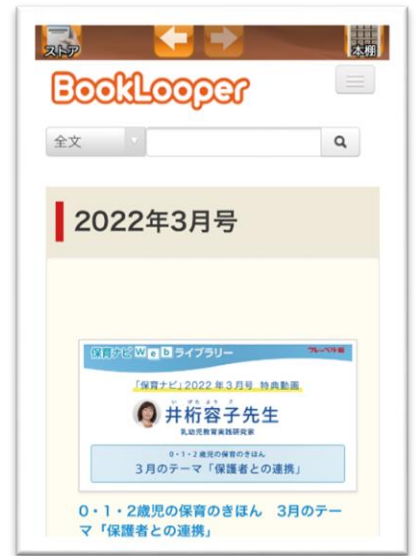 ストア
本棚
BookLooper
全文
2022年3月号
保育ナビWebライブラリー
フレーベル館
「保育ナビ」2022年3月号 特典動画
い げた よう こ
井桁容子先生
乳幼児教育実践研究家
0・1・2歳児の保育のきほん
3月のテーマ「保護者との連携」
0・1・2歳児の保育のきほん 3月のテー
マ「保護者との連携」